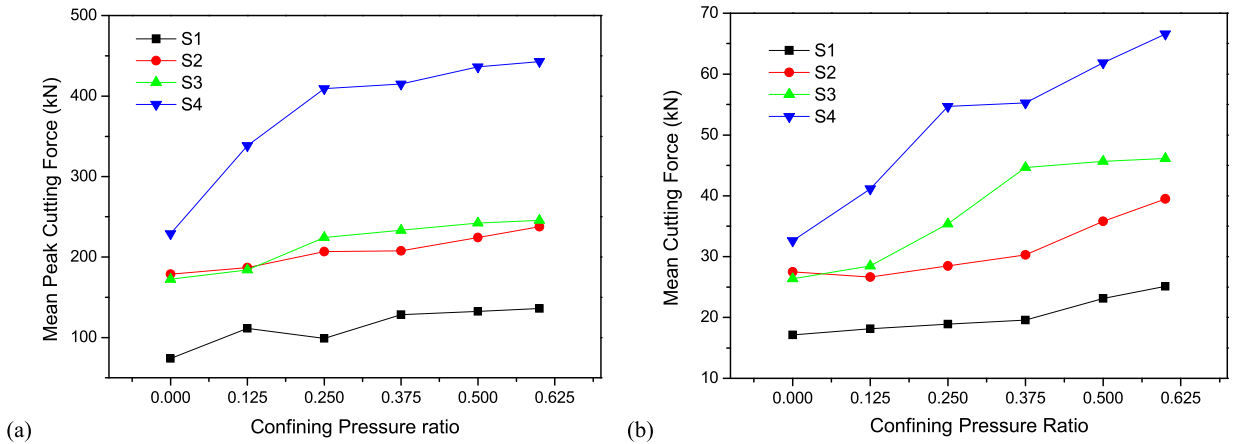 500
400
300
200
100
Mean Peak Cutting Force (kN)
S1
S2
S3
S4
0.000 0.125 0.250 0.375 0.500 0.625
Confining Pressure ratio
(a)
70
60
50
40
30
20
10
Mean Cutting Force (kN)
S1
S2
S3
S4
0.000 0.125 0.250 0.375 0.500 0.625
Confining Pressure Ratio
(b)